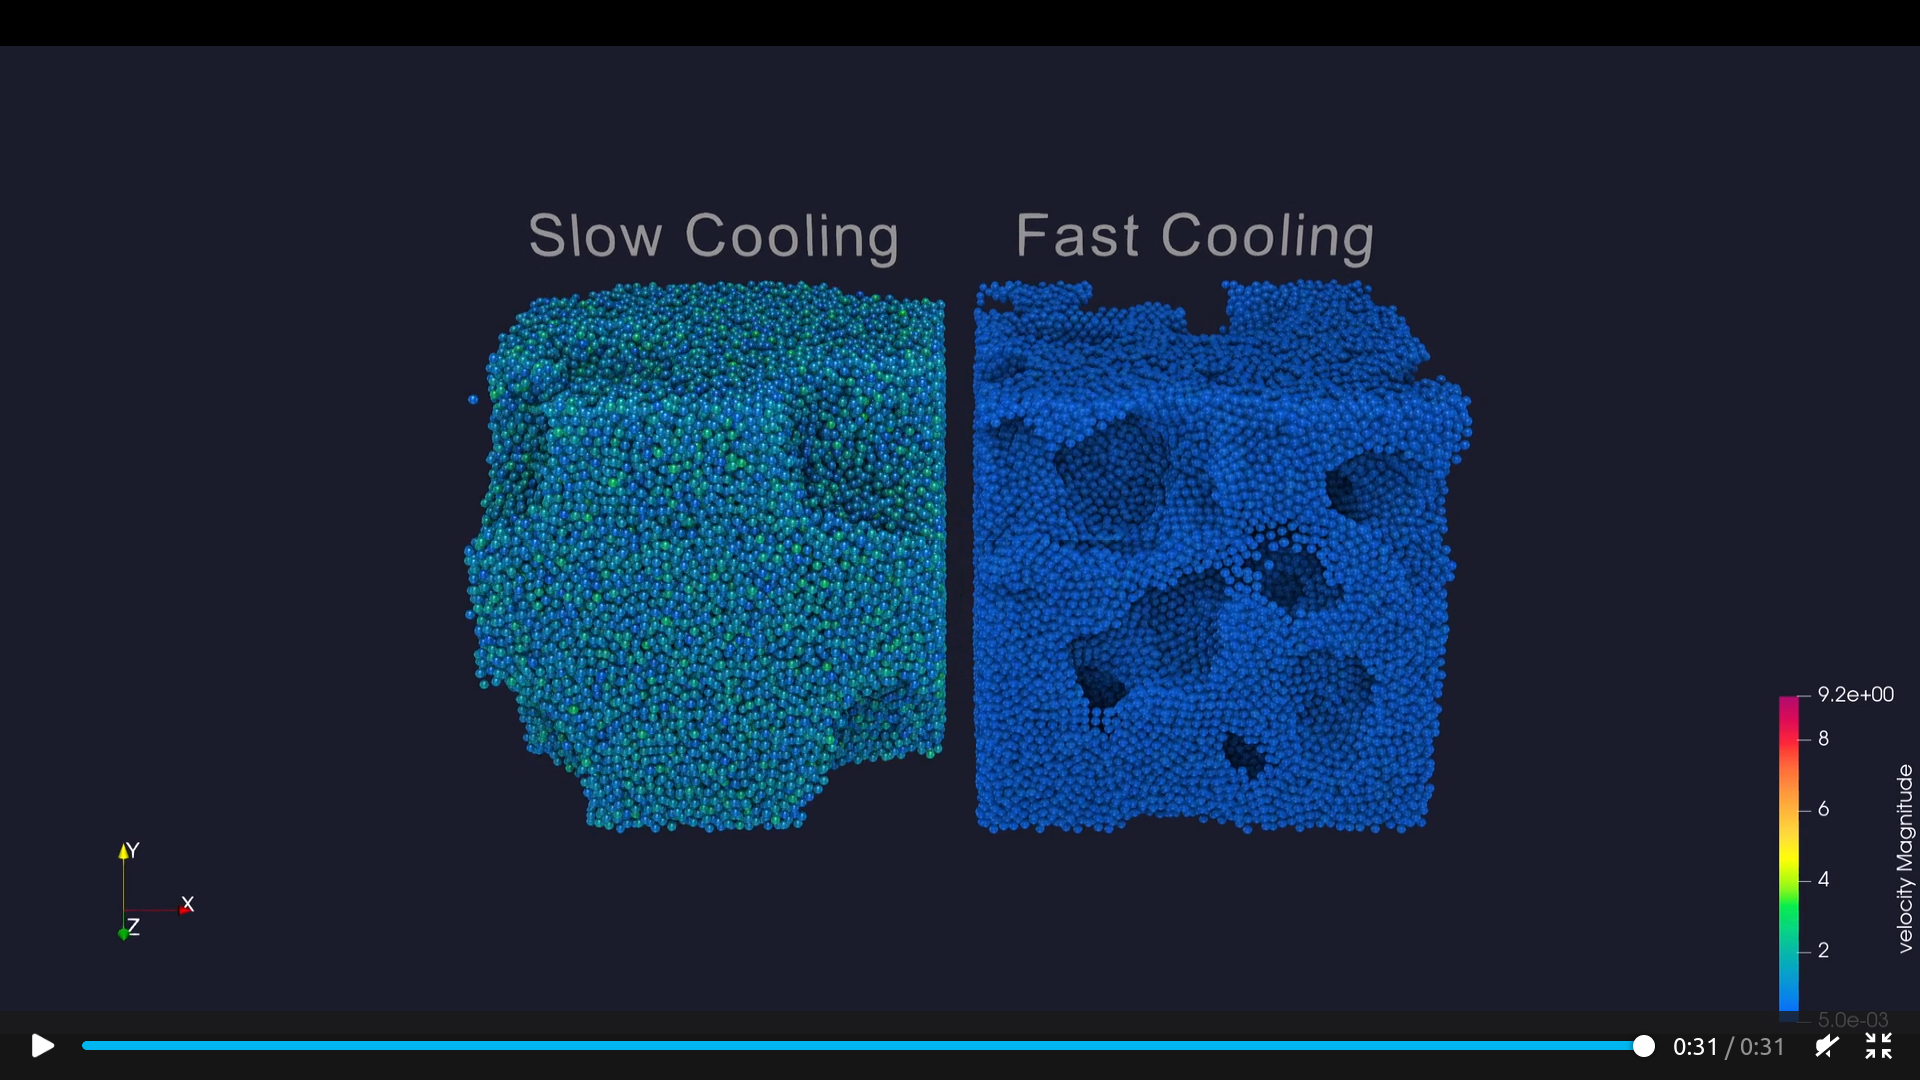 Slow Cooling Fast Cooling
9.2e+00
8
6
4
2
5.0e-03
velocity Magnitude
Y
X
Z
0:31 / 0:31